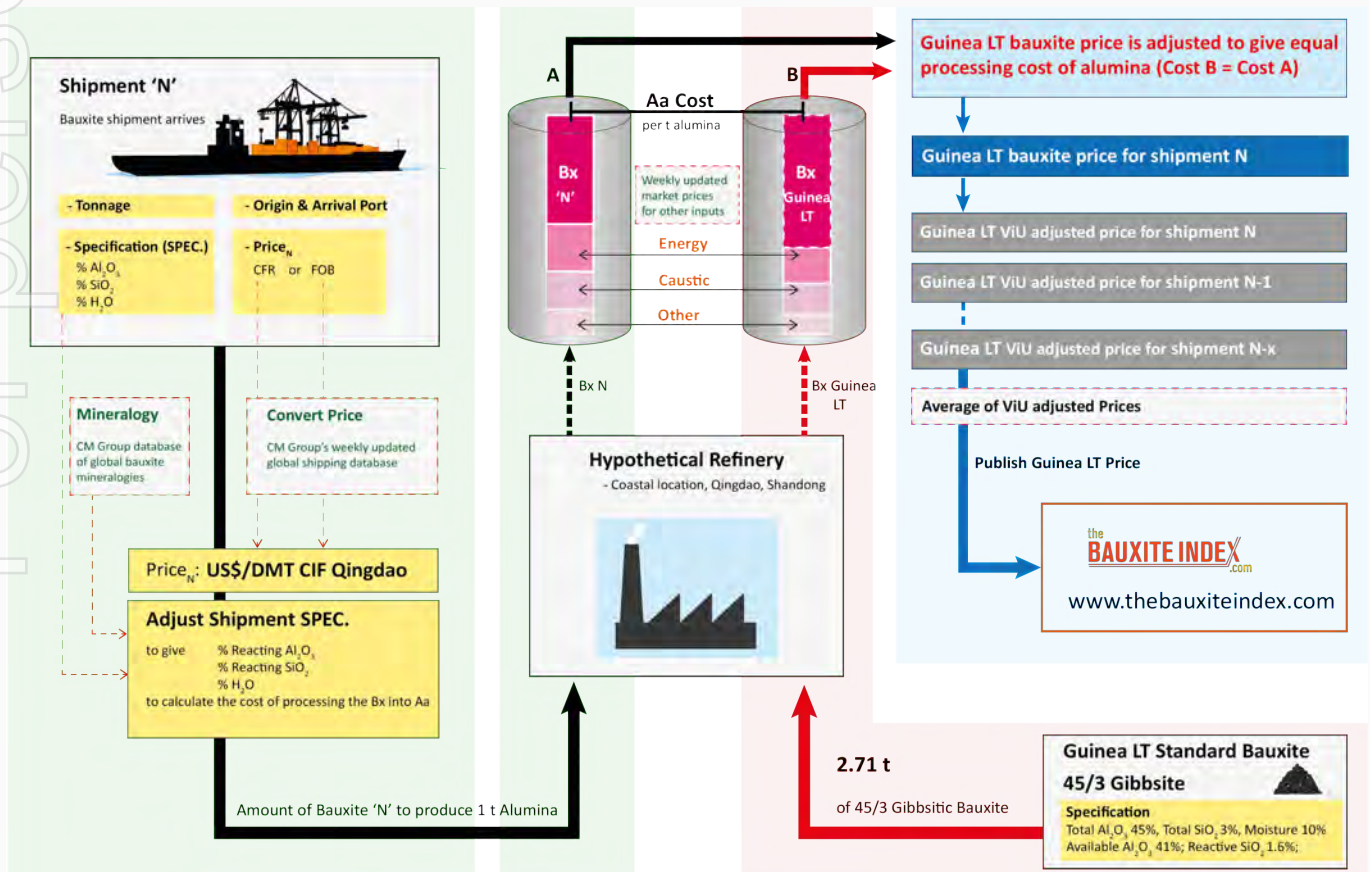 Shipment ‘N’
Bauxite shipment arrives
- Tonnage
- Origin & Arrival Port
- Specification (SPEC.)
% Al₂O₃
% SiO₂
% H₂O
- Price_N
CFR or FOB
Mineralogy
CM Group database
of global bauxite
mineralogies
Convert Price
CM Group’s weekly updated
global shipping database
Price_N: US$/DMT CIF Qingdao
Adjust Shipment SPEC.
to give % Reacting Al₂O₃
% Reacting SiO₂
% H₂O
to calculate the cost of processing the Bx into Aa
Amount of Bauxite ‘N’ to produce 1 t Alumina
A
B
Aa Cost
per t alumina
Bx
‘N’
Weekly updated
market prices
for other inputs
Bx
Guinea
LT
Energy
Caustic
Other
Bx N
Bx Guinea
LT
Hypothetical Refinery
- Coastal location, Qingdao, Shandong
2.71 t
of 45/3 Gibbsitic Bauxite
Guinea LT Standard Bauxite
45/3 Gibbsite
Specification
Total Al₂O₃ 45%, Total SiO₂ 3%, Moisture 10%
Available Al₂O₃ 41%; Reactive SiO₂ 1.6%;
Guinea LT bauxite price is adjusted to give equal
processing cost of alumina (Cost B = Cost A)
Guinea LT bauxite price for shipment N
Guinea LT ViU adjusted price for shipment N
Guinea LT ViU adjusted price for shipment N-1
Guinea LT ViU adjusted price for shipment N-x
Average of ViU adjusted Prices
Publish Guinea LT Price
the
BAUXITE INDEX
.com
www.thebauxiteindex.com